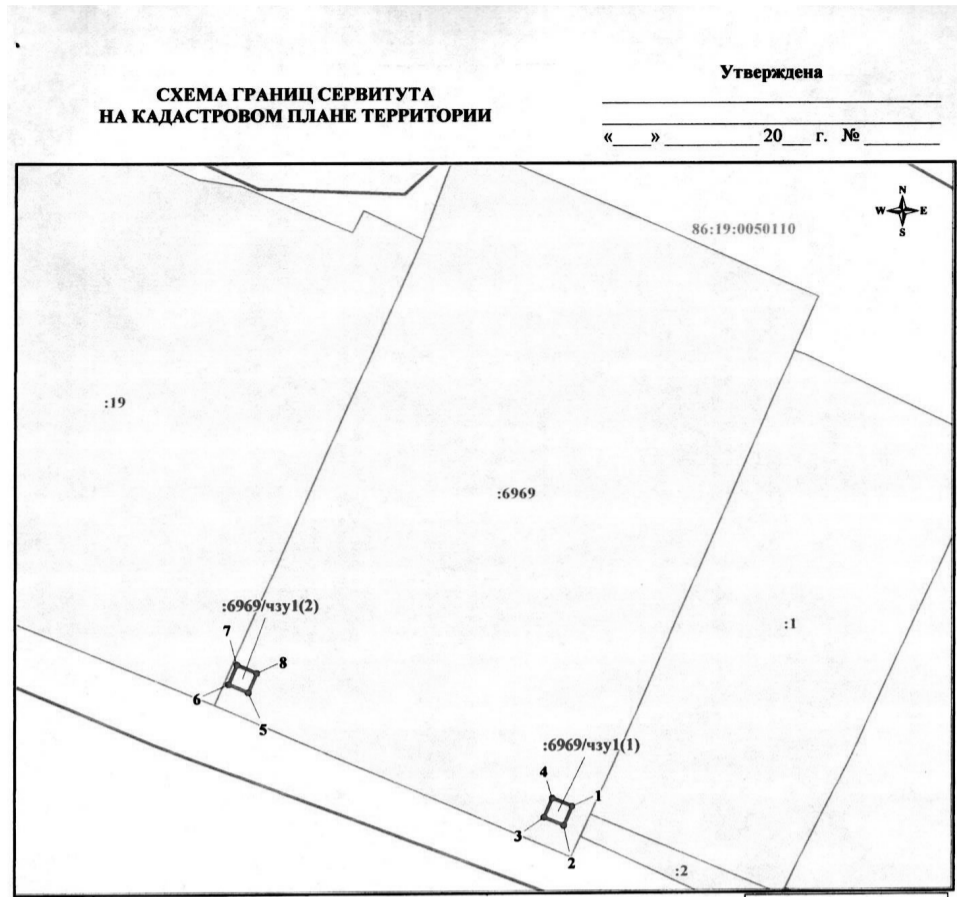 Утверждена
СХЕМА ГРАНИЦ СЕРВИТУТА
НА КАДАСТРОВОМ ПЛАНЕ ТЕРРИТОРИИ
«____» __________ 20___ г. № ________
N
W E
S
86:19:0050110
:19
:6969
:6969/чзу1(2)
:1
7
8
6
5
:6969/чзу1(1)
4
1
3
2
:2